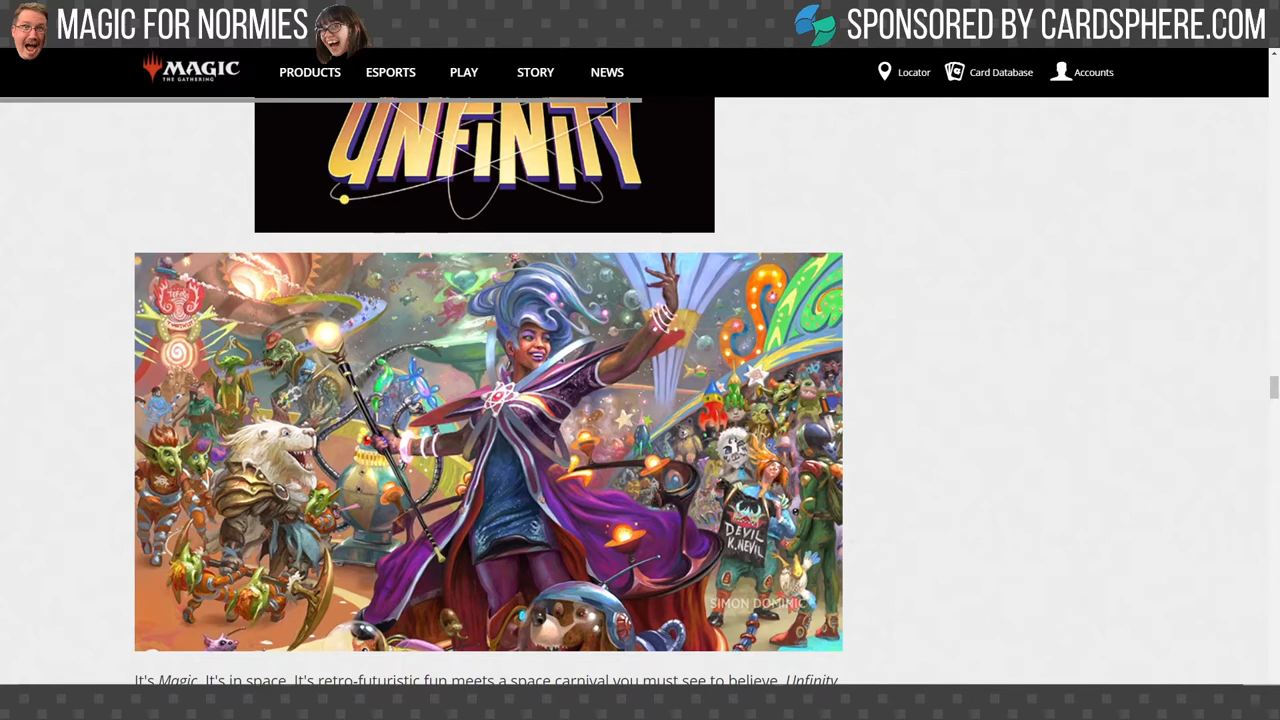 MAGIC FOR NORMIES
SPONSORED BY CARDSPHERE.COM
MAGIC
THE GATHERING
PRODUCTS ESPORTS PLAY STORY NEWS
Locator Card Database Accounts
UNFINITY
DEVIL
K. NEVIL
SIMON DOMINIC
It's Magic. It's in space. It's retro-futuristic fun meets a space carnival you must see to believe. Unfinity